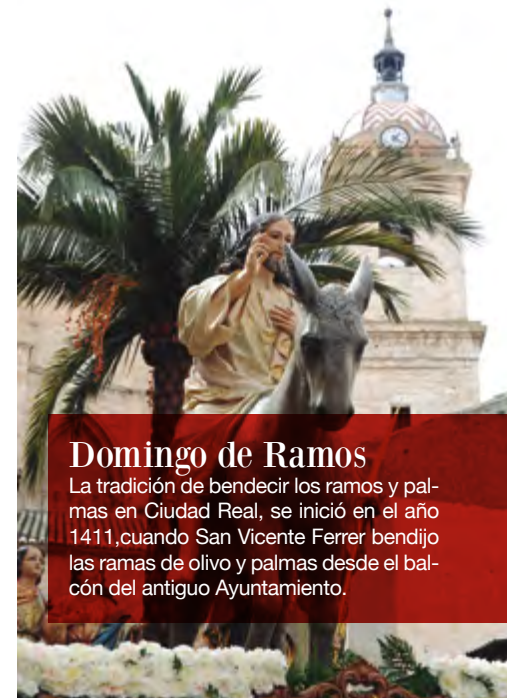 Domingo de Ramos
La tradición de bendecir los ramos y pal-
mas en Ciudad Real, se inició en el año
1411,cuando San Vicente Ferrer bendijo
las ramas de olivo y palmas desde el bal-
cón del antiguo Ayuntamiento.